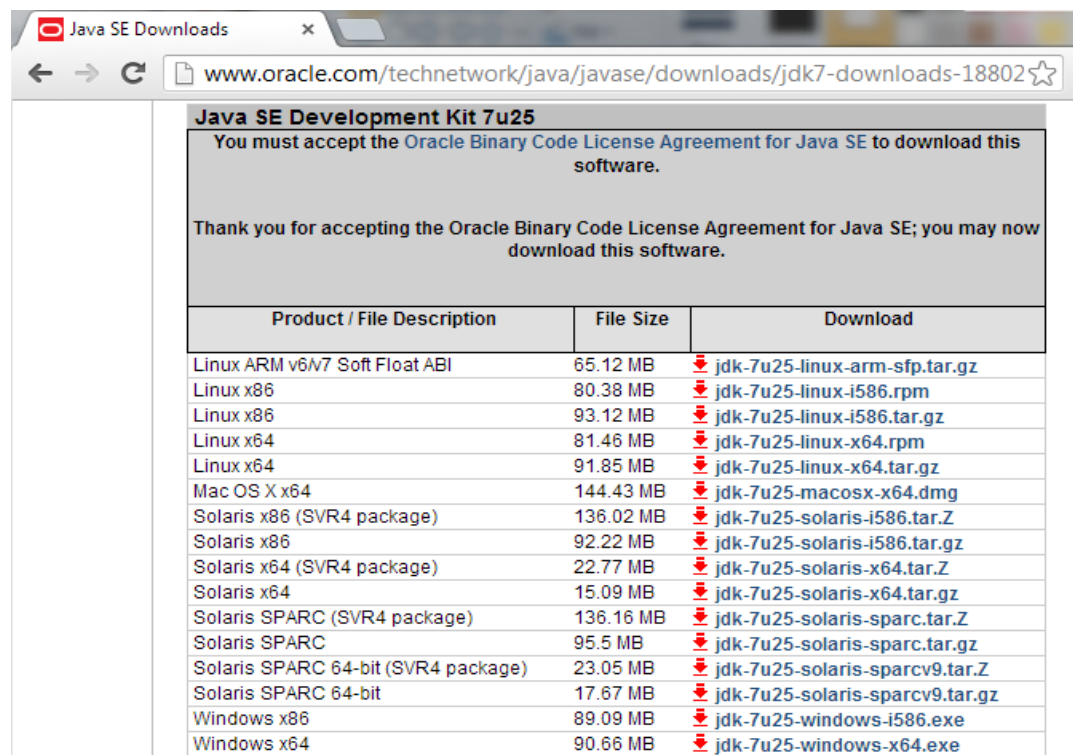 Java SE Downloads
www.oracle.com/technetwork/java/javase/downloads/jdk7-downloads-18802
Java SE Development Kit 7u25
You must accept the Oracle Binary Code License Agreement for Java SE to download this
software.
Thank you for accepting the Oracle Binary Code License Agreement for Java SE; you may now
download this software.
Product / File Description File Size Download
Linux ARM v6/v7 Soft Float ABI 65.12 MB jdk-7u25-linux-arm-sfp.tar.gz
Linux x86 80.38 MB jdk-7u25-linux-i586.rpm
Linux x86 93.12 MB jdk-7u25-linux-i586.tar.gz
Linux x64 81.46 MB jdk-7u25-linux-x64.rpm
Linux x64 91.85 MB jdk-7u25-linux-x64.tar.gz
Mac OS X x64 144.43 MB jdk-7u25-macosx-x64.dmg
Solaris x86 (SVR4 package) 136.02 MB jdk-7u25-solaris-i586.tar.Z
Solaris x86 92.22 MB jdk-7u25-solaris-i586.tar.gz
Solaris x64 (SVR4 package) 22.77 MB jdk-7u25-solaris-x64.tar.Z
Solaris x64 15.09 MB jdk-7u25-solaris-x64.tar.gz
Solaris SPARC (SVR4 package) 136.16 MB jdk-7u25-solaris-sparc.tar.Z
Solaris SPARC 95.5 MB jdk-7u25-solaris-sparc.tar.gz
Solaris SPARC 64-bit (SVR4 package) 23.05 MB jdk-7u25-solaris-sparcv9.tar.Z
Solaris SPARC 64-bit 17.67 MB jdk-7u25-solaris-sparcv9.tar.gz
Windows x86 89.09 MB jdk-7u25-windows-i586.exe
Windows x64 90.66 MB jdk-7u25-windows-x64.exe